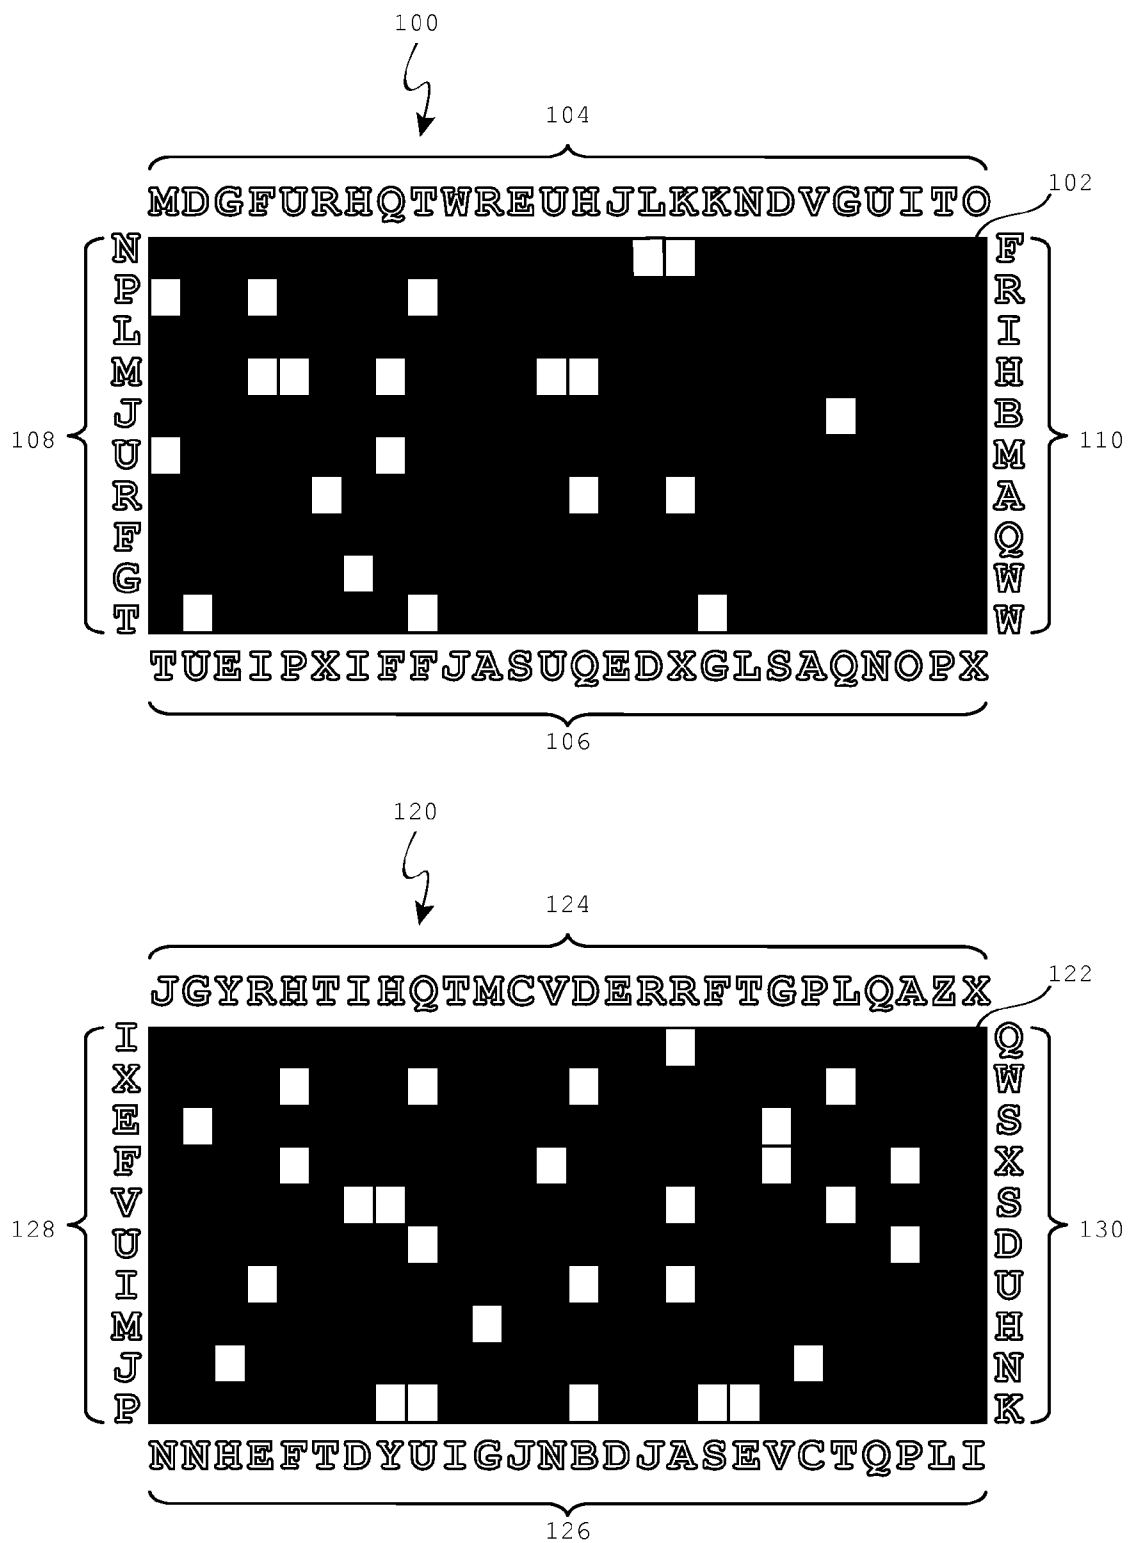 100
104
MDGFURHQTWREUHJLKKNDVGUITO
102
N F
P R
L I
M H
J B
108
U M
110
R A
F Q
G W
T W
TUEIPXIFFJASUQEDXGLSAQNOPX
106
120
124
JGYRHTIHQTMCVDERRFTGPLQAZX
122
I Q
X W
E S
F X
V S
128
U D
130
I U
M H
J N
P K
NNHEFTDYUIGJNBDJASEVCTQPLI
126